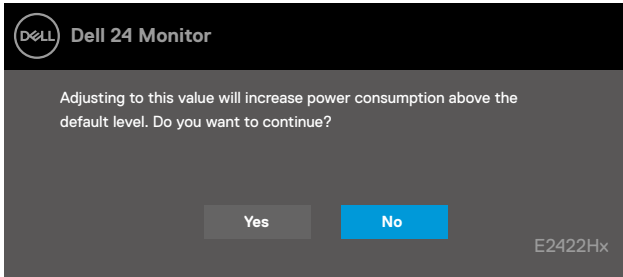 DELL Dell 24 Monitor
Adjusting to this value will increase power consumption above the
default level. Do you want to continue?
Yes No
E2422Hx